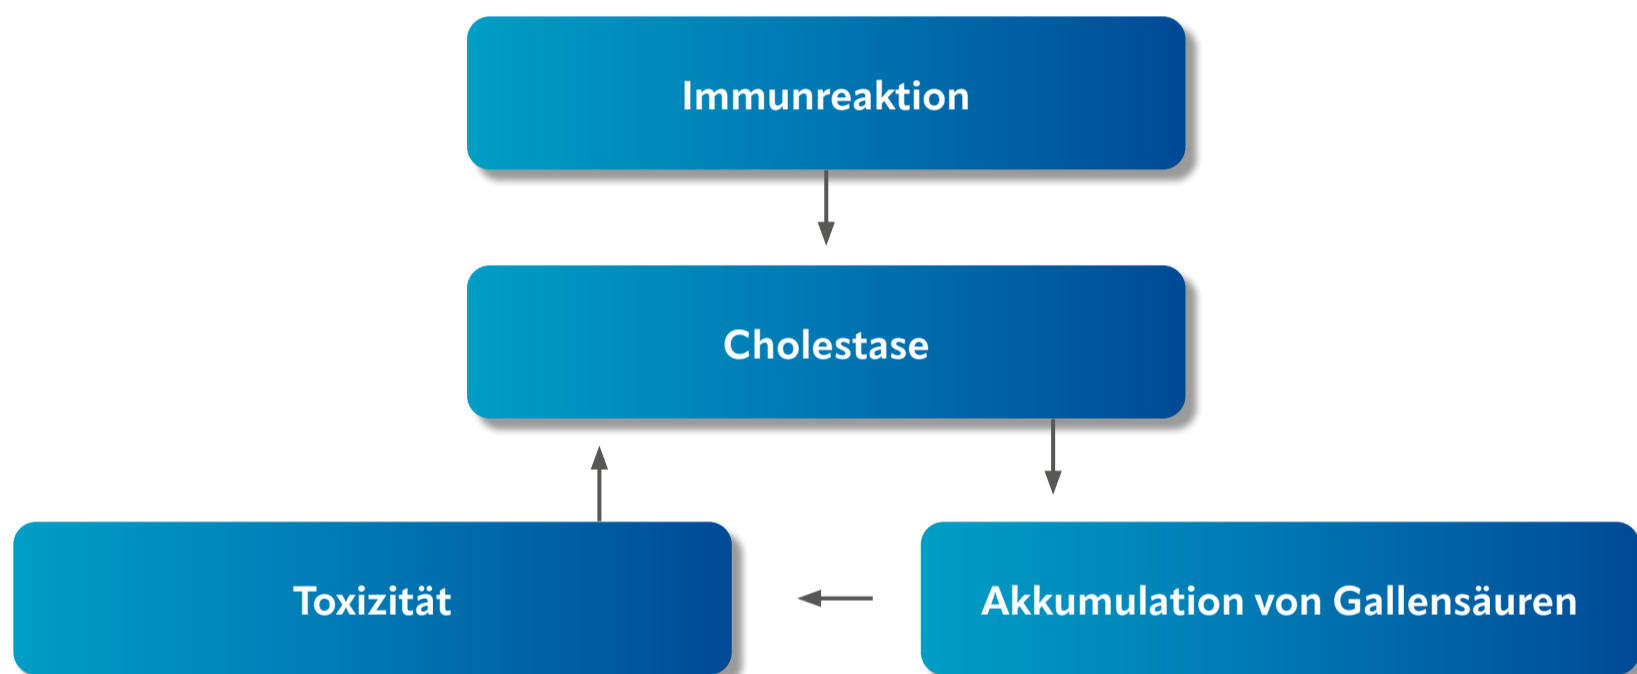 Immunreaktion
Cholestase
Toxizität
Akkumulation von Gallensäuren